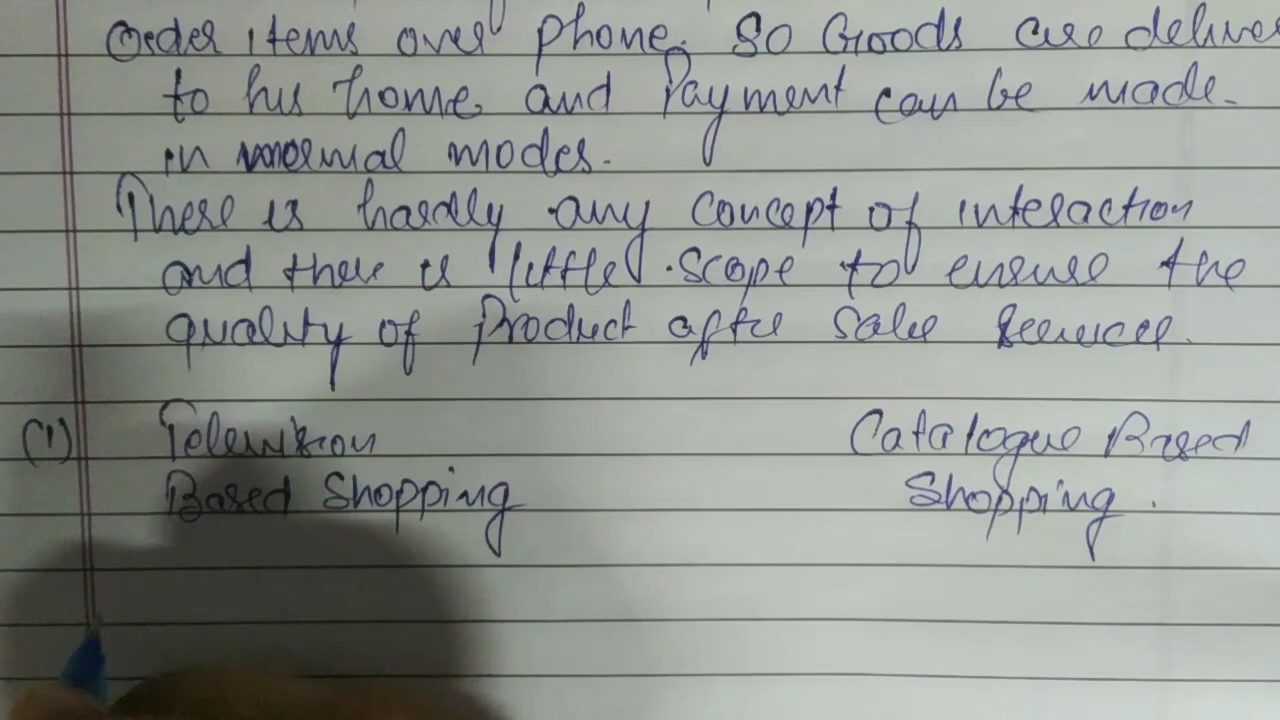 Order items over phone. So Goods are deliver
to his home and Payment can be made
in normal modes.
There is hardly any concept of interaction
and there is little scope to ensure the
quality of Product after sale services.
(1) Television Catalogue Based
Based Shopping Shopping.